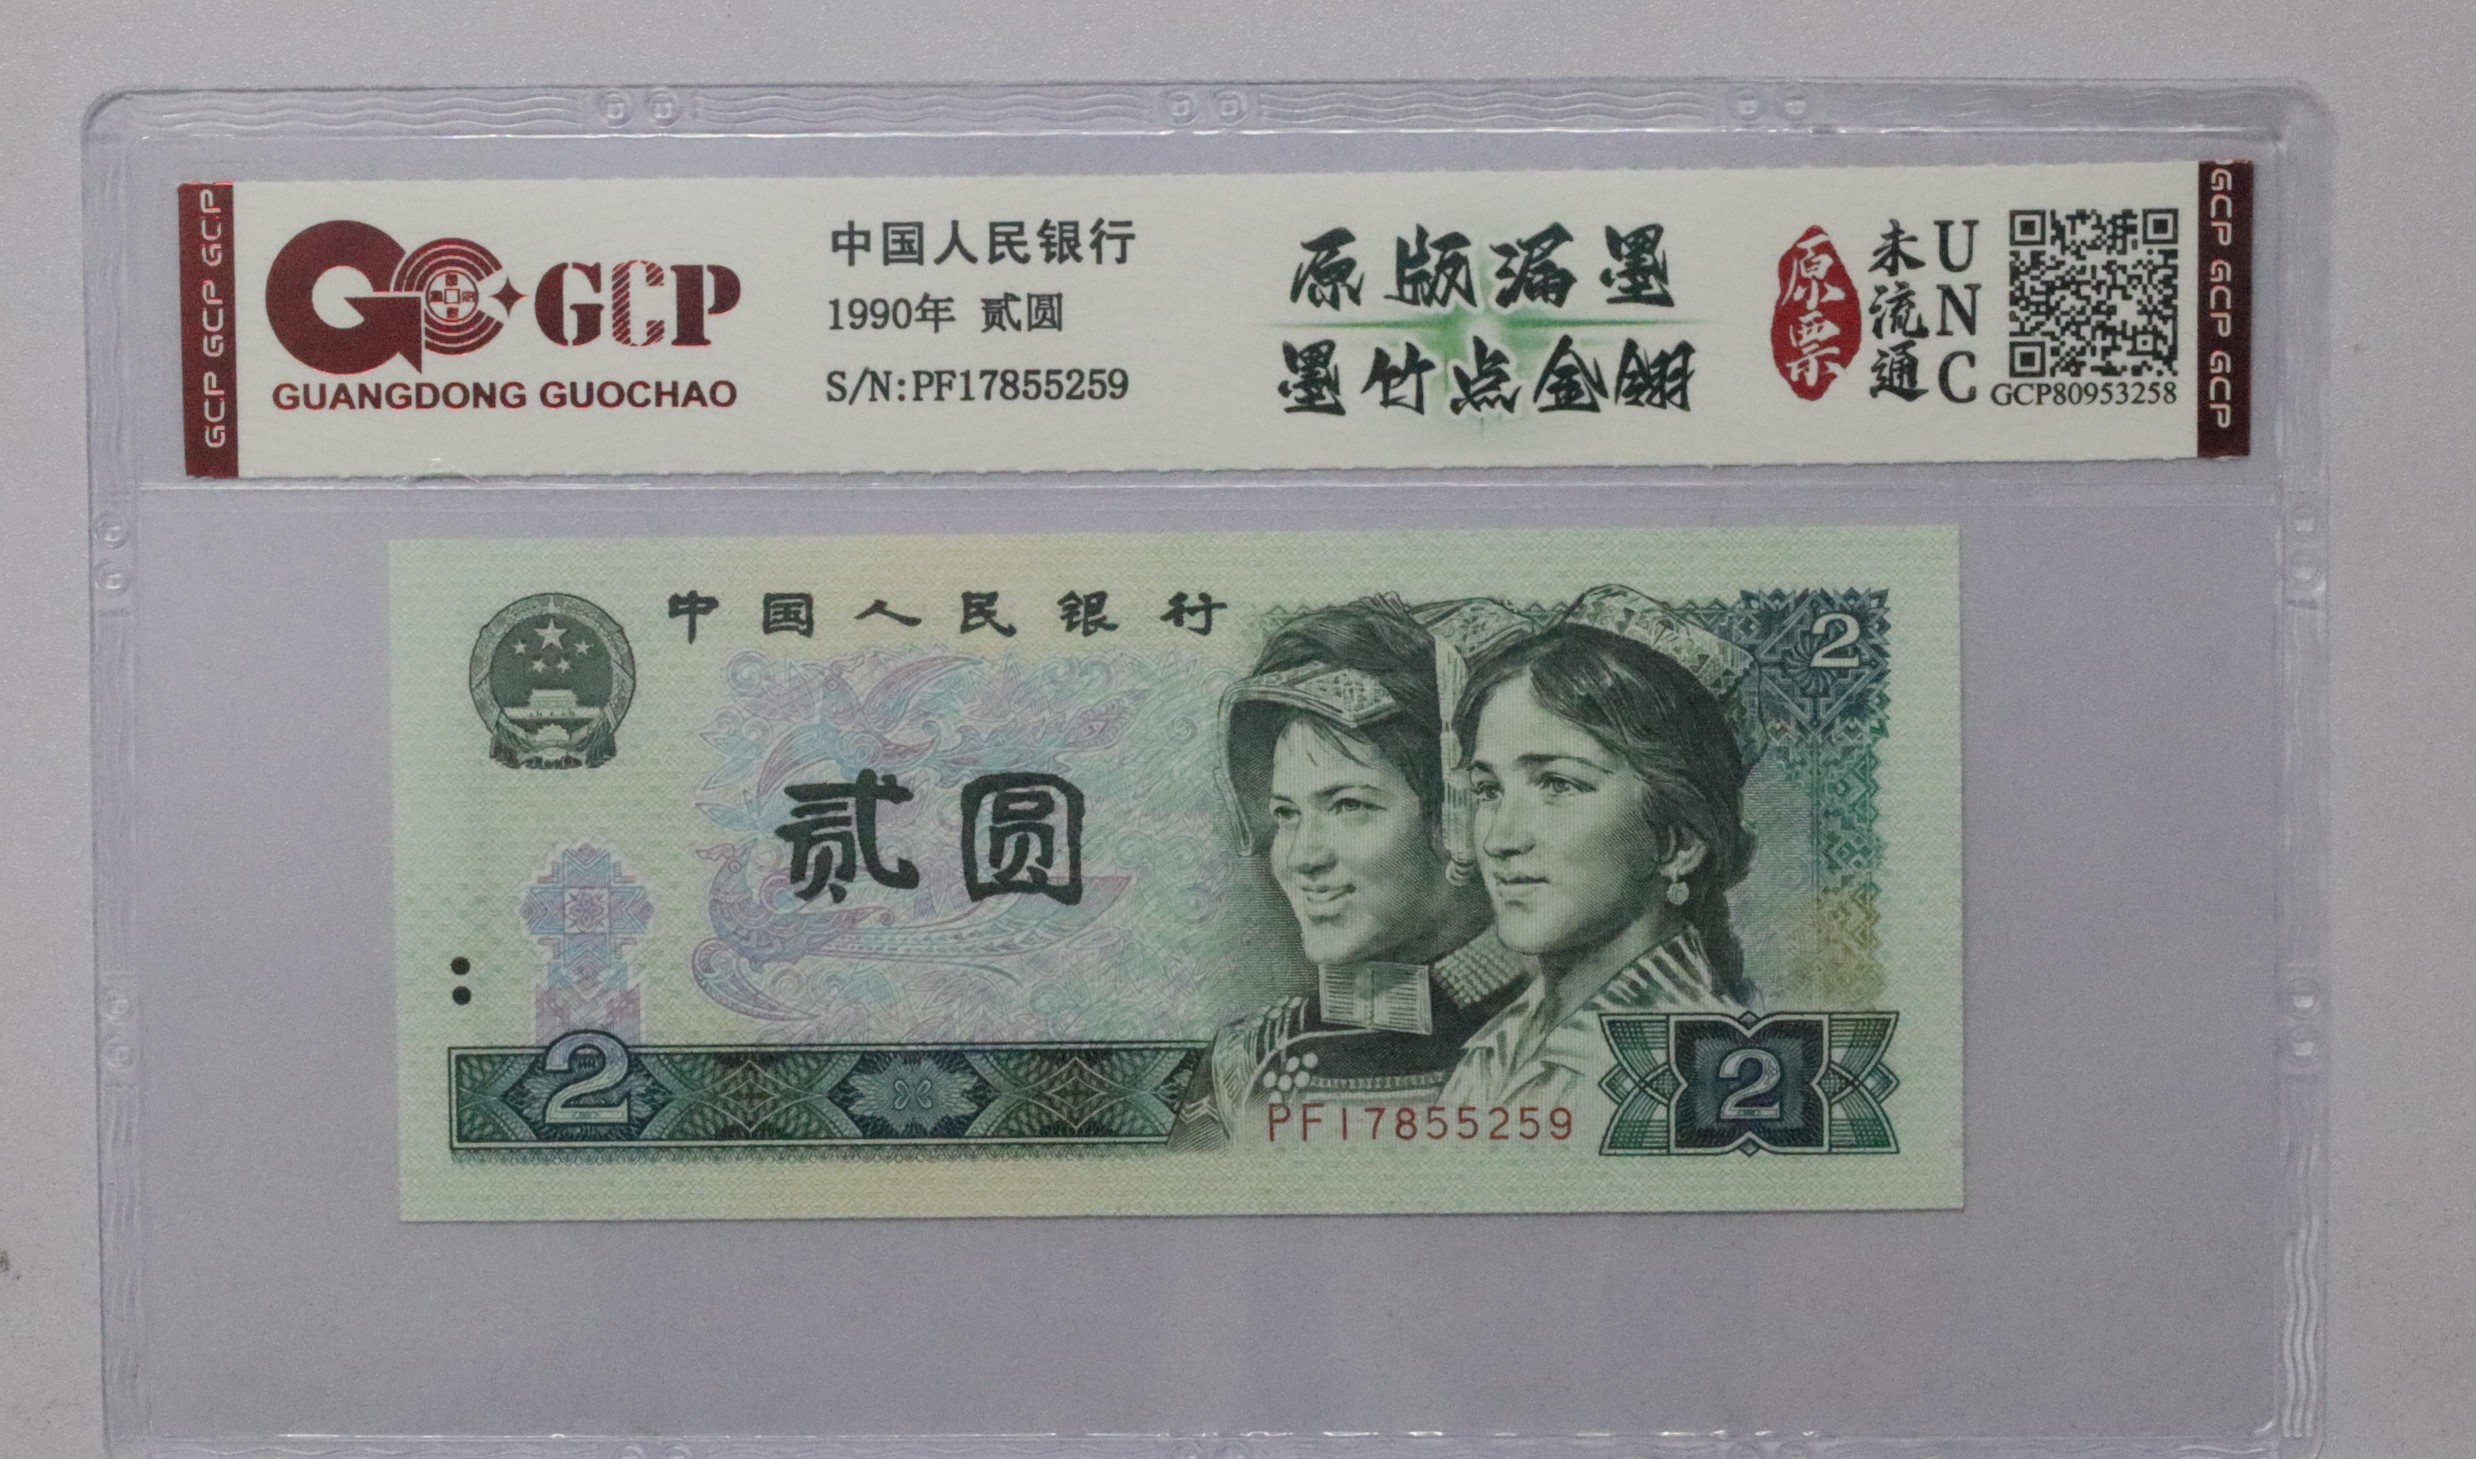 GCP GCP GCP
GCP
GUANGDONG GUOCHAO
中国人民银行
1990年 贰圆
S/N:PF17855259
原版漏墨
墨竹点金翎
原票
未流通
UNC
GCP80953258
GCP GCP GCP
中国人民银行
2
贰圆
2
PF17855259
2